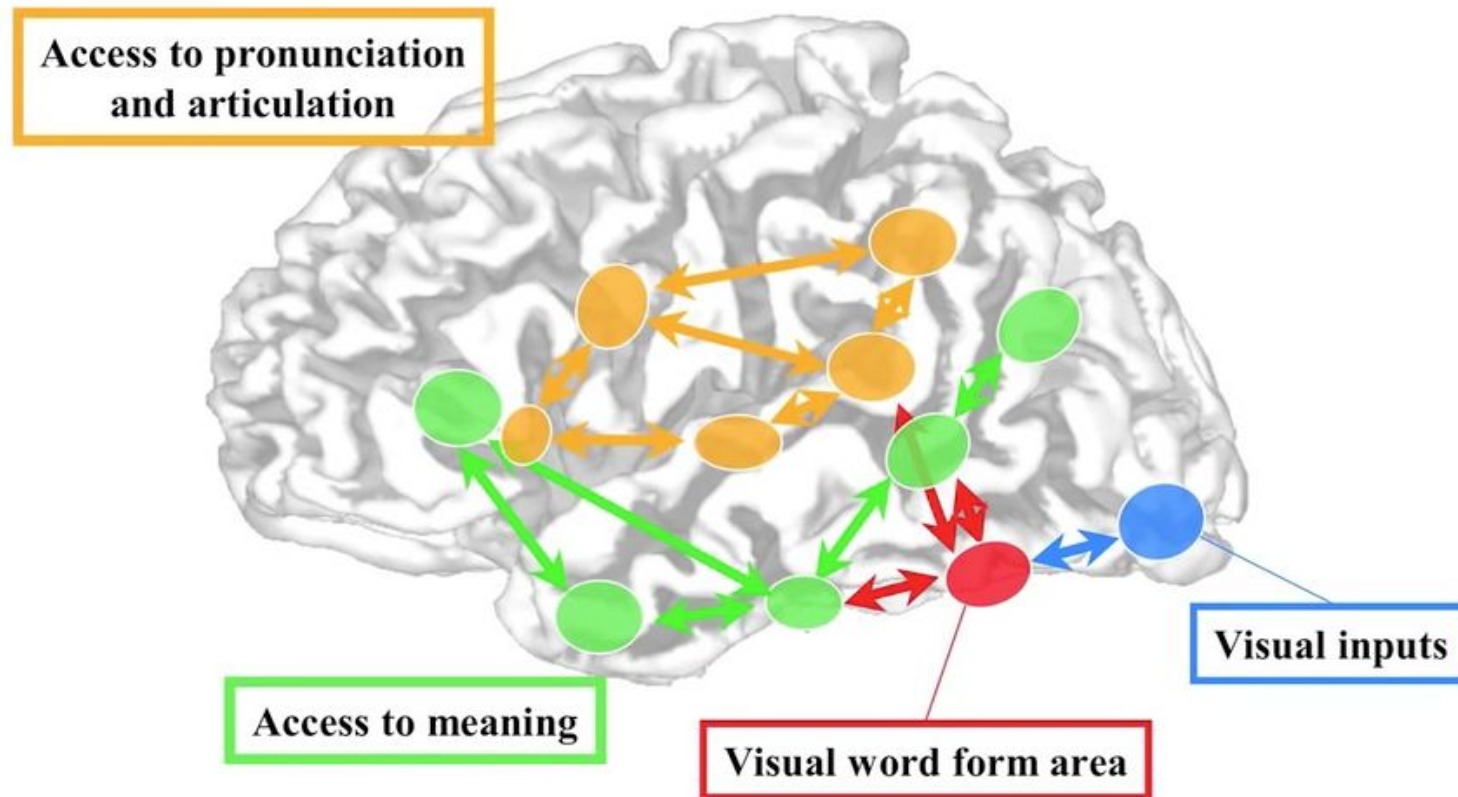 Access to pronunciation
and articulation
Visual inputs
Access to meaning
Visual word form area